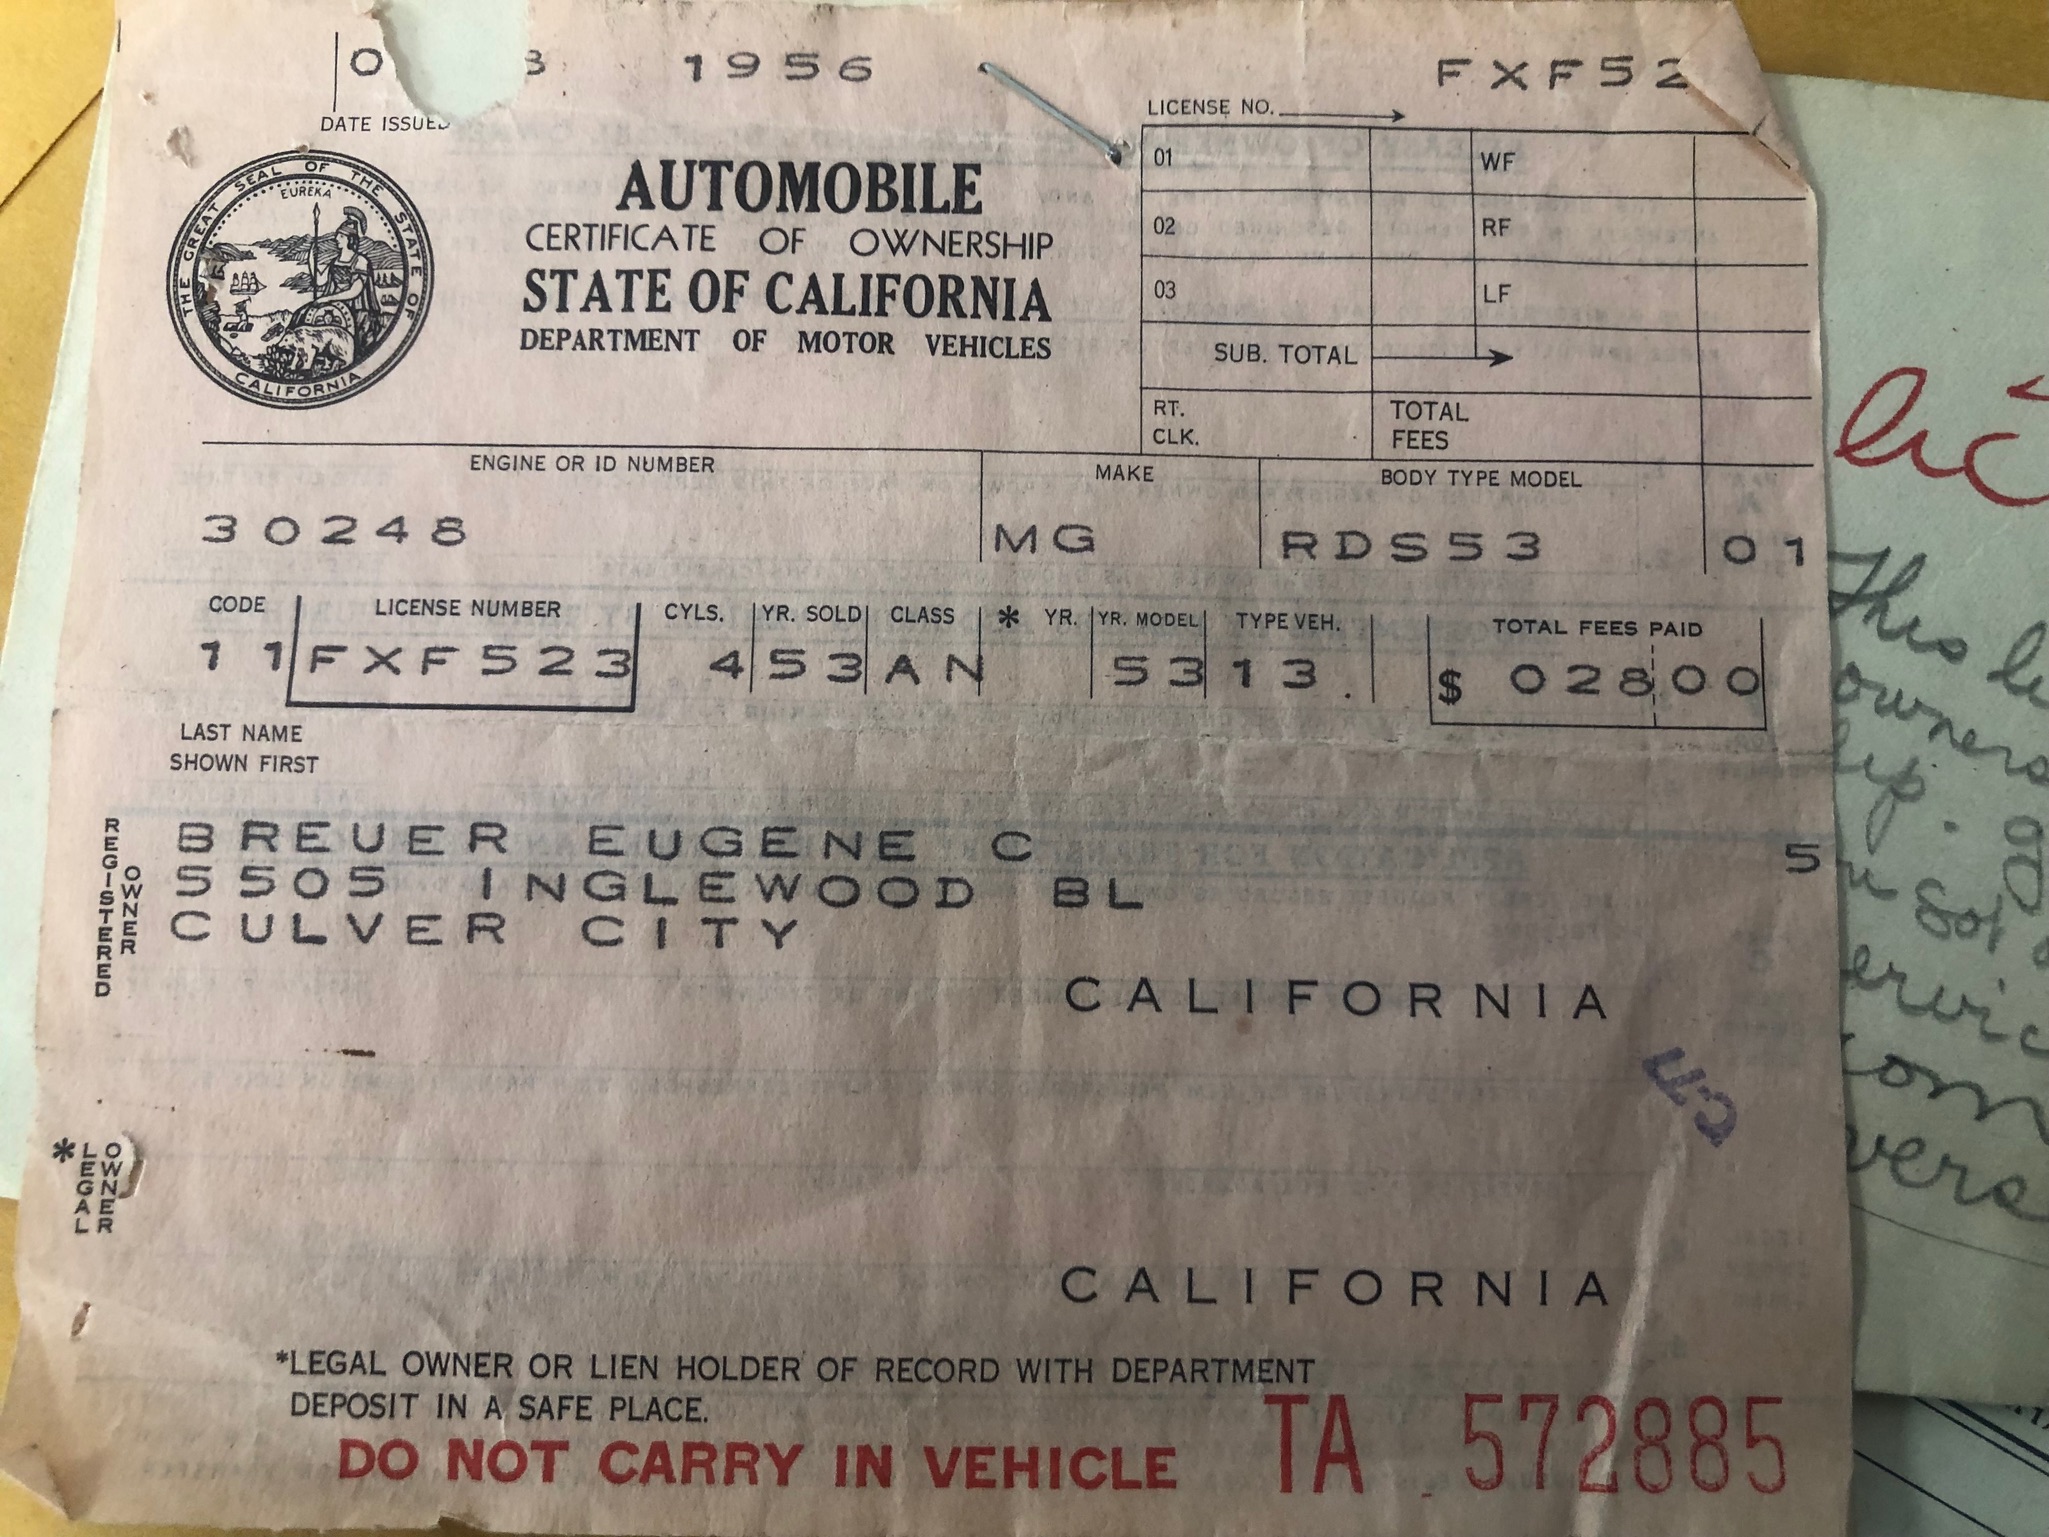 1956
FXF52
DATE ISSUED
LICENSE NO.
THE GREAT SEAL OF THE STATE OF CALIFORNIA
EUREKA
AUTOMOBILE
CERTIFICATE OF OWNERSHIP
STATE OF CALIFORNIA
DEPARTMENT OF MOTOR VEHICLES
01 WF
02 RF
03 LF
SUB. TOTAL
RT. CLK.
TOTAL FEES
ENGINE OR ID NUMBER MAKE BODY TYPE MODEL
30248 MG RDS53 01
CODE LICENSE NUMBER CYLS. YR. SOLD CLASS * YR. YR. MODEL TYPE VEH. TOTAL FEES PAID
11 FXF523 4 53 AN 53 13. $ 02800
LAST NAME
SHOWN FIRST
REGISTERED OWNER
BREUER EUGENE C 5
5505 INGLEWOOD BL
CULVER CITY
CALIFORNIA
cm
*LEGAL OWNER
CALIFORNIA
*LEGAL OWNER OR LIEN HOLDER OF RECORD WITH DEPARTMENT
DEPOSIT IN A SAFE PLACE.
DO NOT CARRY IN VEHICLE TA 572885
lic
This
owners